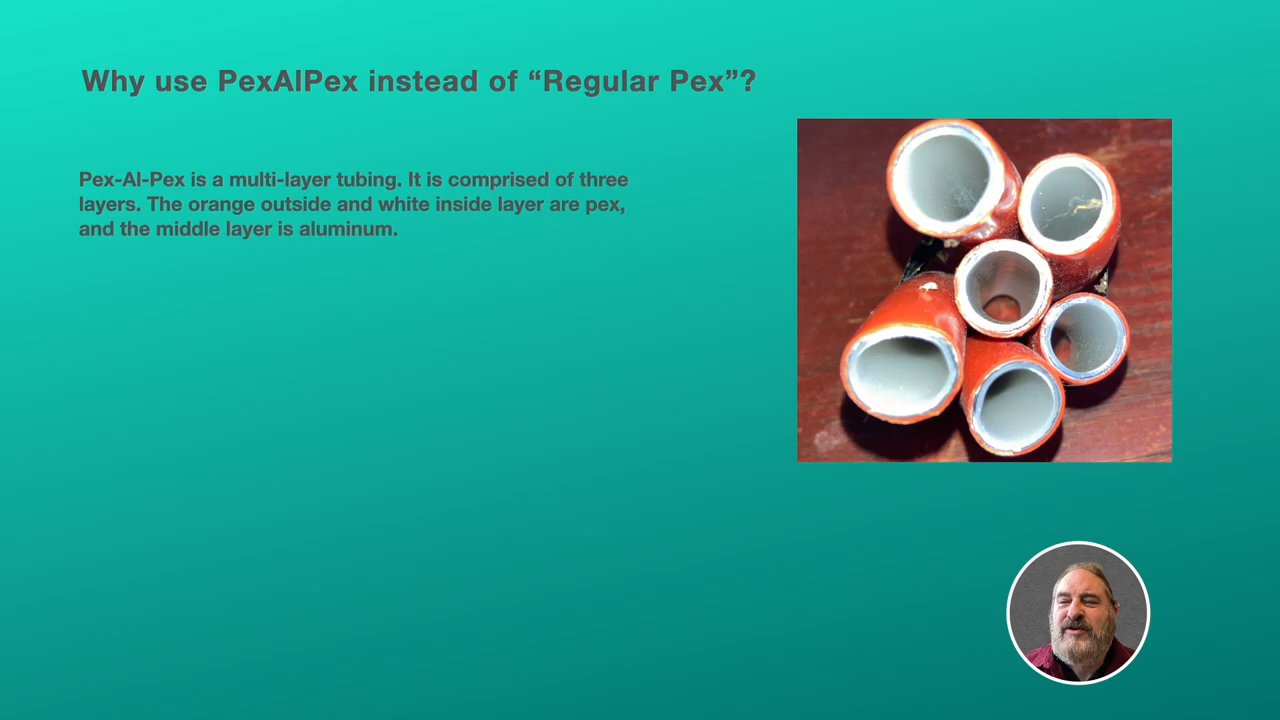 Why use PexAlPex instead of “Regular Pex”?
Pex-Al-Pex is a multi-layer tubing. It is comprised of three
layers. The orange outside and white inside layer are pex,
and the middle layer is aluminum.